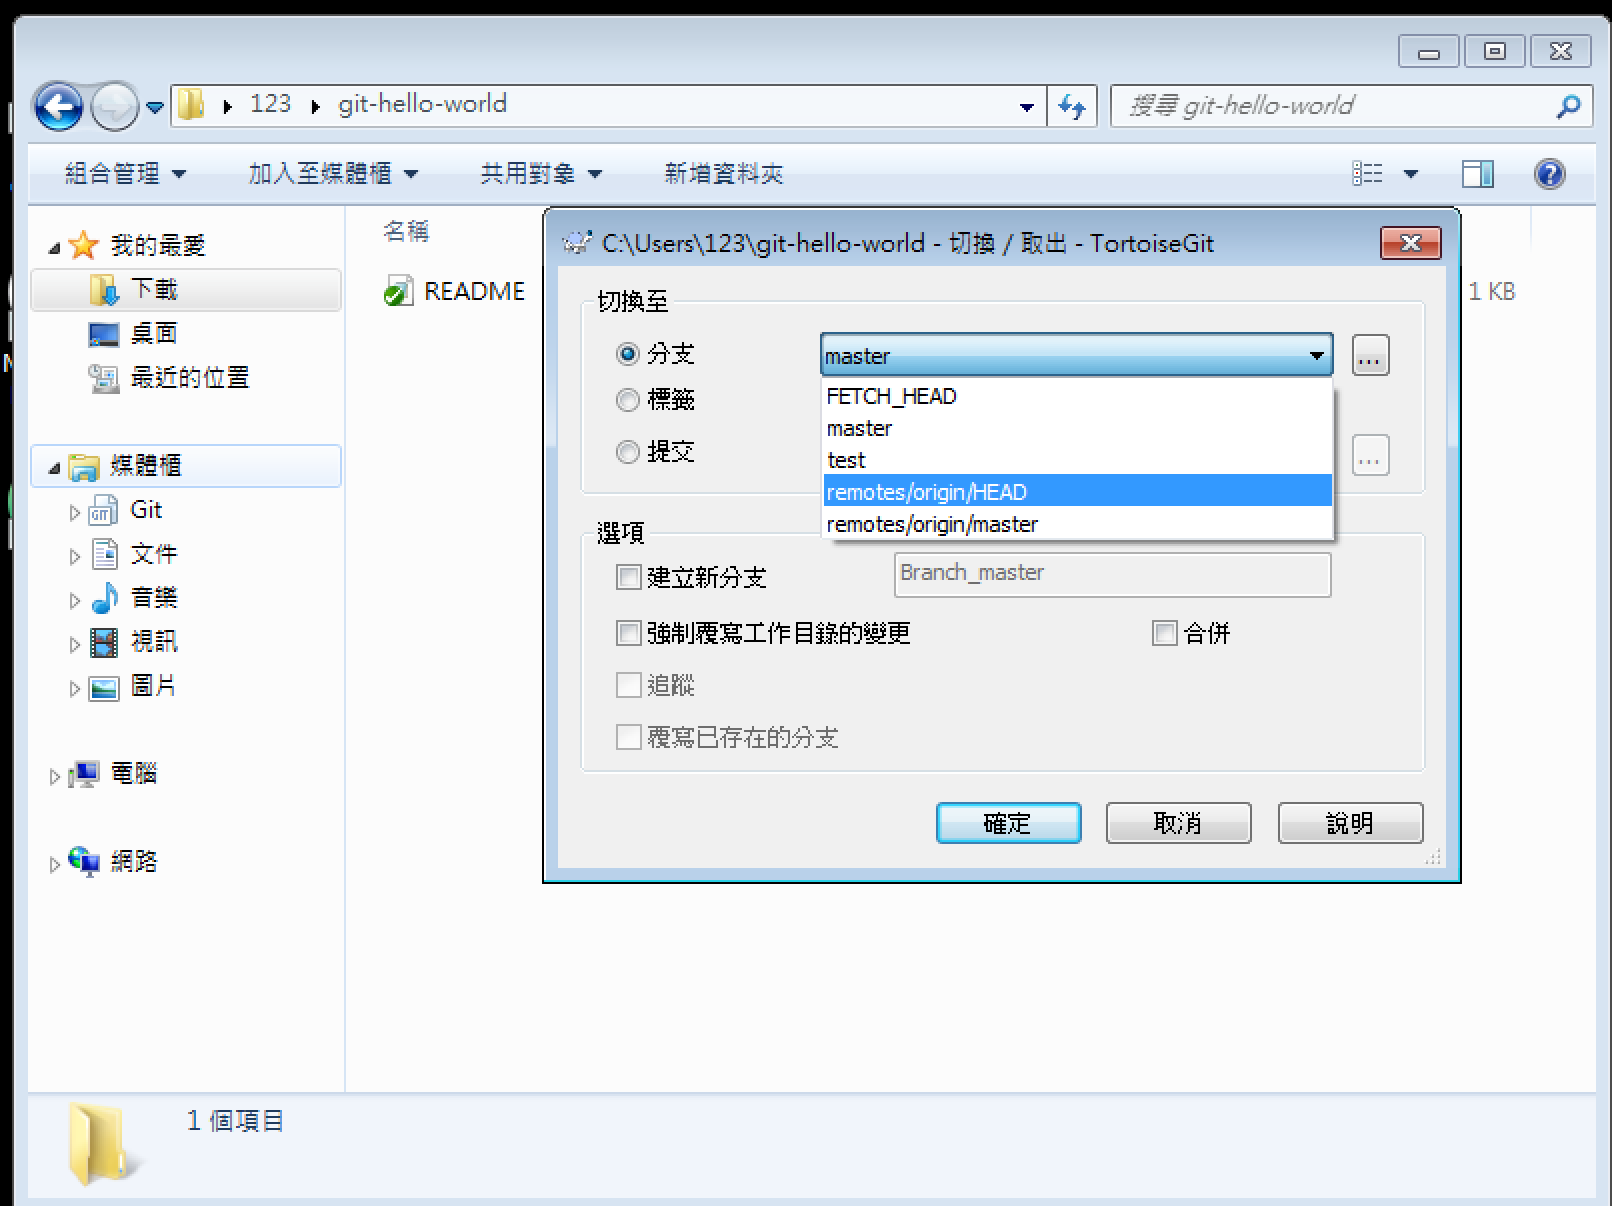 123 git-hello-world
搜尋 git-hello-world
組合管理 加入至媒體櫃 共用對象 新增資料夾
我的最愛
下載
桌面
最近的位置
媒體櫃
Git
文件
音樂
視訊
圖片
電腦
網路
名稱
README
1 KB
C:\Users\123\git-hello-world - 切換 / 取出 - TortoiseGit
切換至
分支
master
...
FETCH_HEAD
master
test
remotes/origin/HEAD
remotes/origin/master
標籤
提交
...
選項
建立新分支
Branch_master
強制覆寫工作目錄的變更
合併
追蹤
覆寫已存在的分支
確定 取消 說明
1 個項目